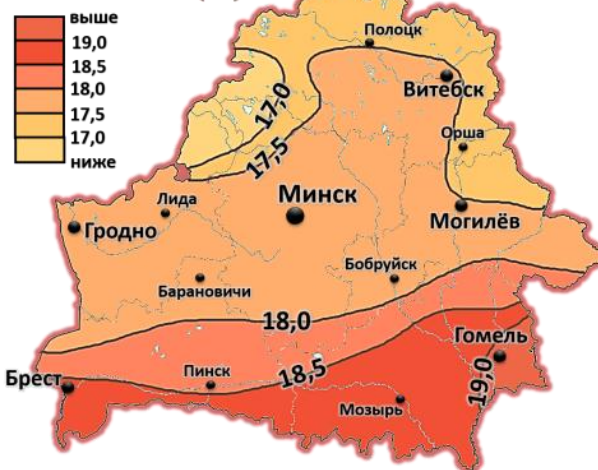 выше
19,0
18,5
18,0
17,5
17,0
ниже
Полоцк
Витебск
17,0
17,5
Орша
Минск
Лида
Гродно
Могилёв
Бобруйск
Барановичи
18,0
Гомель
Брест
Пинск
18,5
19,0
Мозырь